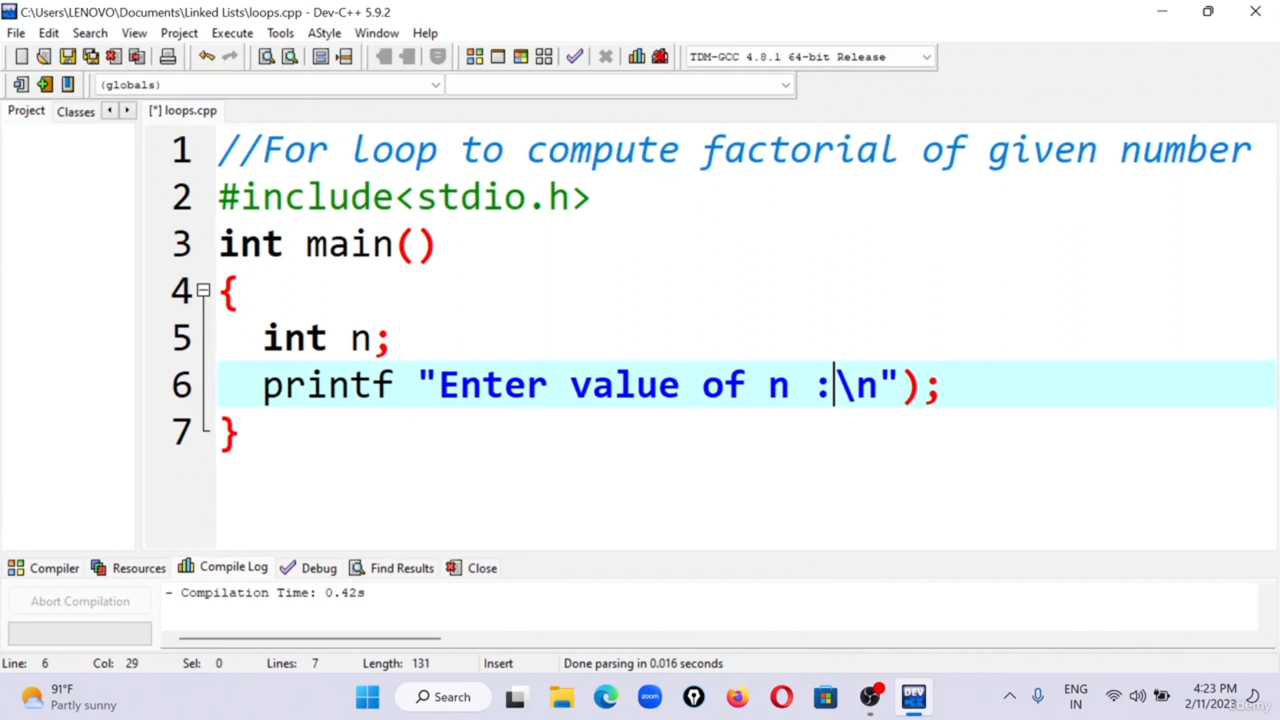 C:\Users\LENOVO\Documents\Linked Lists\loops.cpp - Dev-C++ 5.9.2
File Edit Search View Project Execute Tools AStyle Window Help
TDM-GCC 4.8.1 64-bit Release
(globals)
Project Classes [*] loops.cpp
1 //For loop to compute factorial of given number
2 #include<stdio.h>
3 int main()
4 {
5 int n;
6 printf "Enter value of n :\n");
7 }
Compiler Resources Compile Log Debug Find Results Close
Abort Compilation
- Compilation Time: 0.42s
Line: 6 Col: 29 Sel: 0 Lines: 7 Length: 131 Insert Done parsing in 0.016 seconds
91°F
Partly sunny
Search
zoom
DEV
ENG
IN
4:23 PM
2/11/2023
Udemy